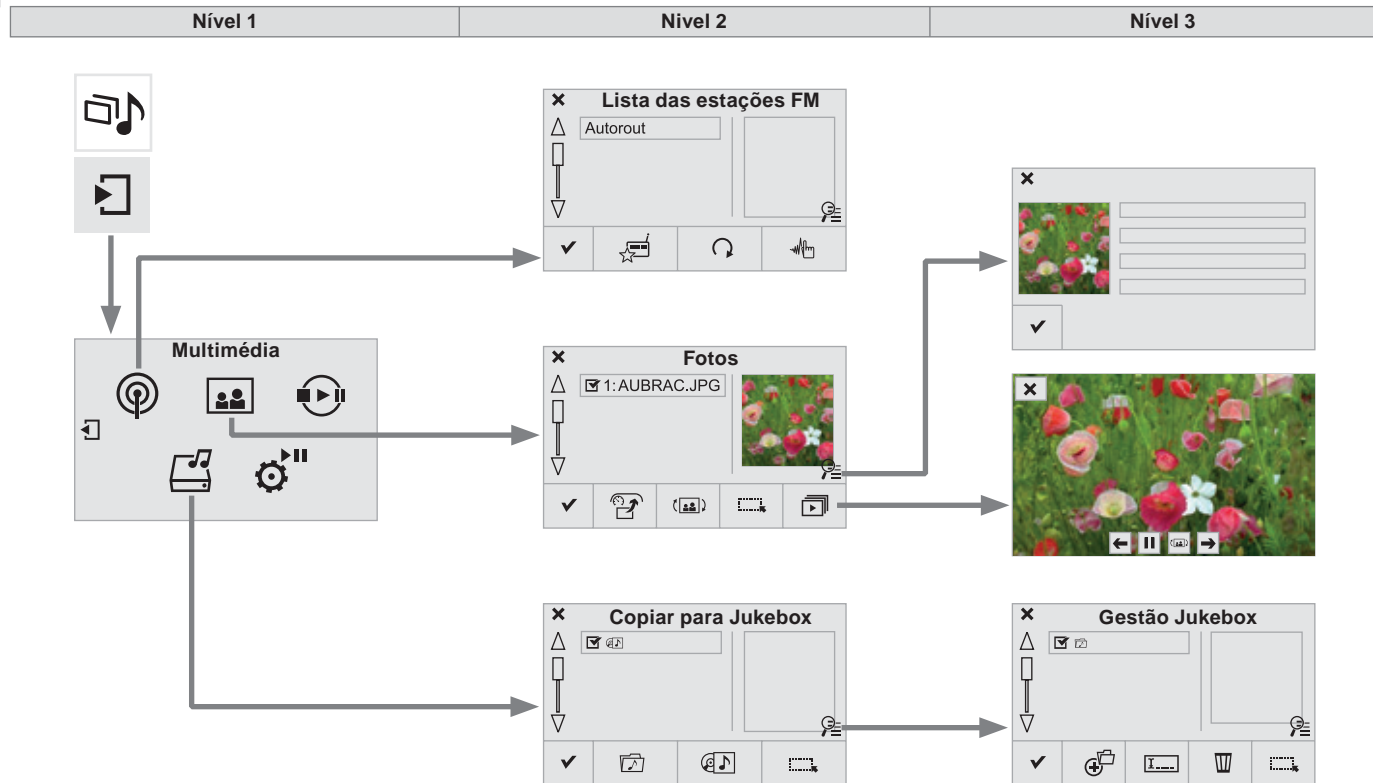 Nível 1
Nivel 2
Nível 3
Lista das estações FM
Autorout
Multimédia
Fotos
1: AUBRAC.JPG
Copiar para Jukebox
Gestão Jukebox